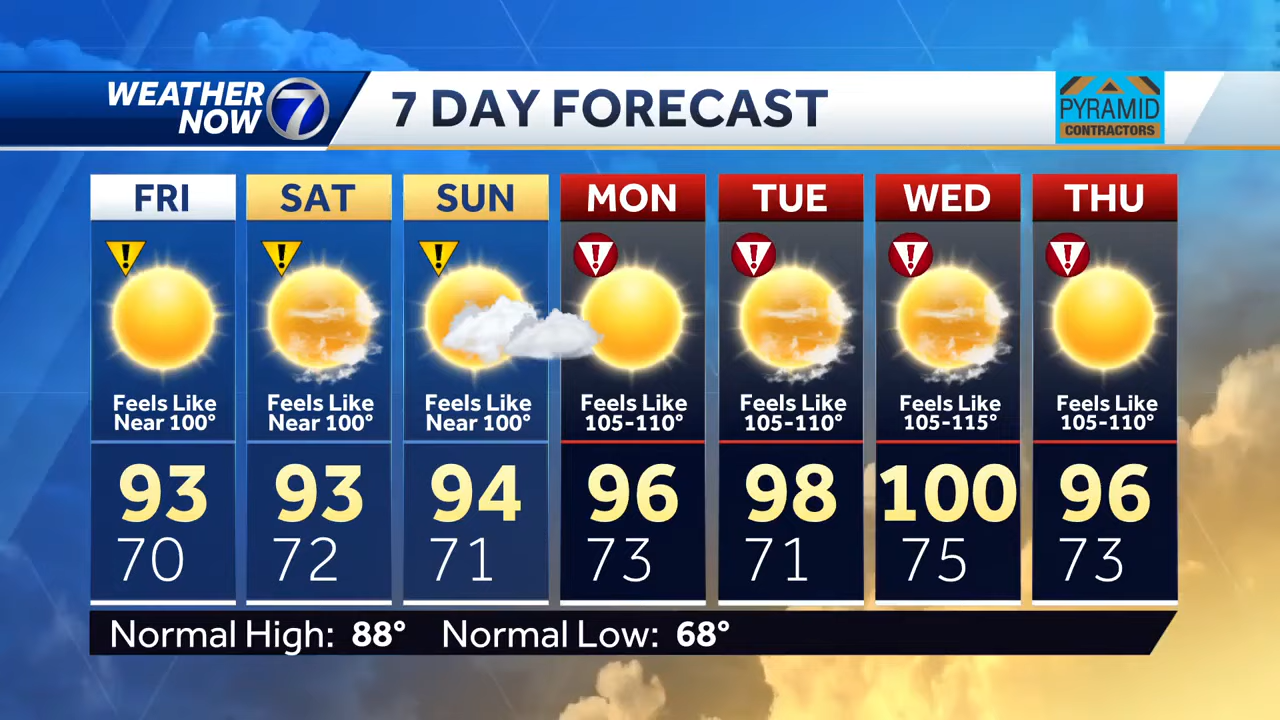 WEATHER
NOW 7
7 DAY FORECAST
PYRAMID
CONTRACTORS
FRI SAT SUN MON TUE WED THU
! ! ! ! ! ! !
Feels Like Feels Like Feels Like Feels Like Feels Like Feels Like Feels Like
Near 100° Near 100° Near 100° 105-110° 105-110° 105-115° 105-110°
93 93 94 96 98 100 96
70 72 71 73 71 75 73
Normal High: 88° Normal Low: 68°